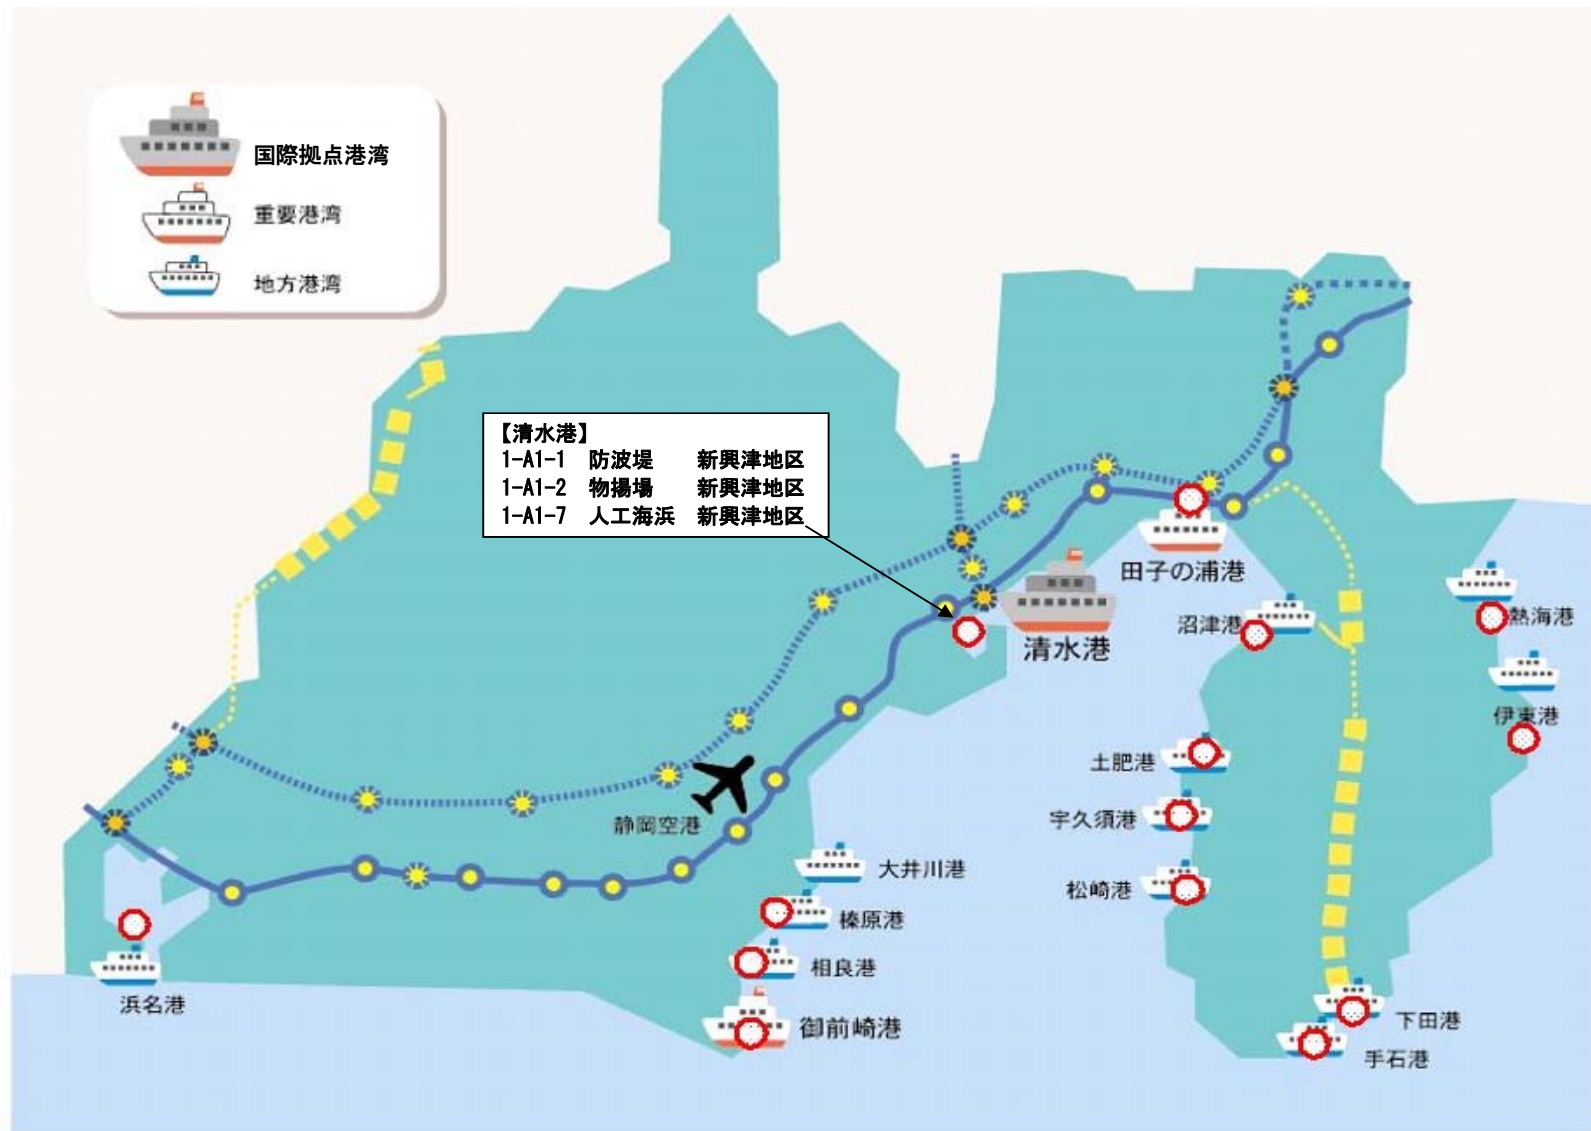 国際拠点港湾
重要港湾
地方港湾
【清水港】
1-A1-1 防波堤 新興津地区
1-A1-2 物揚場 新興津地区
1-A1-7 人工海浜 新興津地区
田子の浦港
清水港
沼津港
熱海港
伊東港
土肥港
宇久須港
松崎港
静岡空港
大井川港
榛原港
相良港
御前崎港
浜名港
下田港
手石港